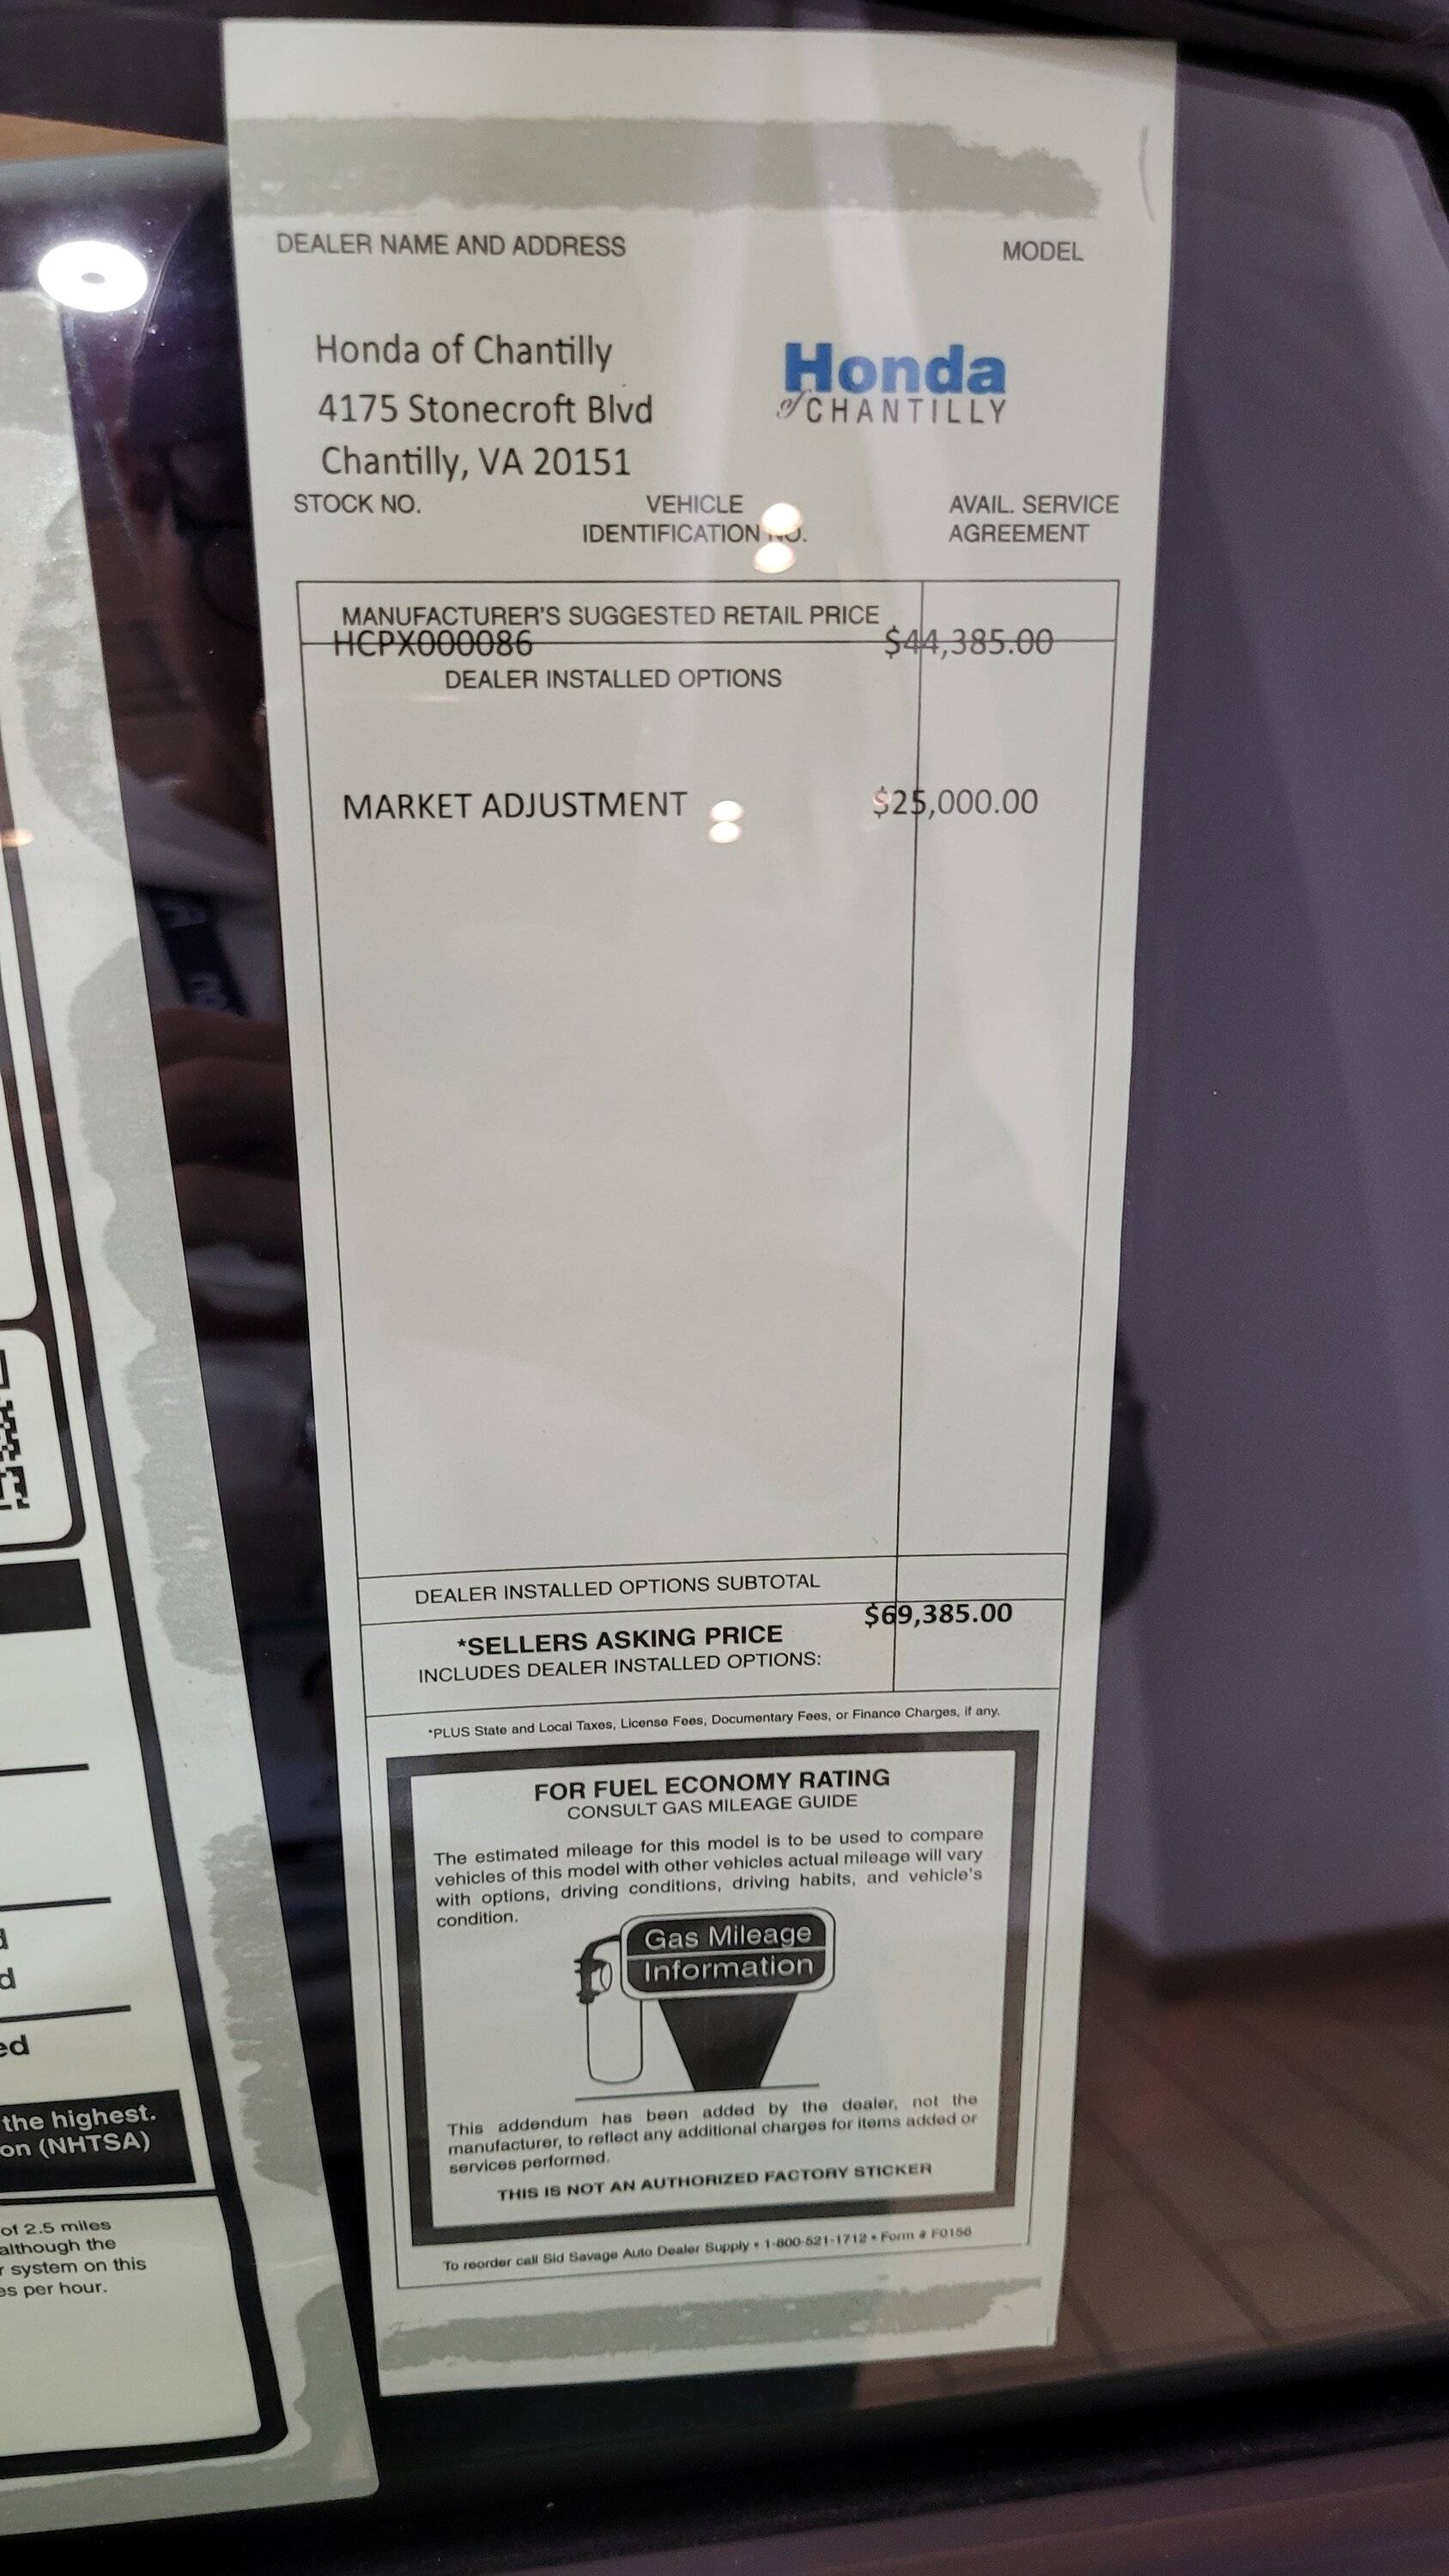 DEALER NAME AND ADDRESS
MODEL
Honda of Chantilly
4175 Stonecroft Blvd
Chantilly, VA 20151
Honda
of CHANTILLY
STOCK NO.
VEHICLE
IDENTIFICATION NO.
AVAIL. SERVICE
AGREEMENT
MANUFACTURER'S SUGGESTED RETAIL PRICE
HCPX000086 $44,385.00
DEALER INSTALLED OPTIONS
MARKET ADJUSTMENT $25,000.00
DEALER INSTALLED OPTIONS SUBTOTAL
$69,385.00
*SELLERS ASKING PRICE
INCLUDES DEALER INSTALLED OPTIONS:
*PLUS State and Local Taxes, License Fees, Documentary Fees, or Finance Charges, if any.
FOR FUEL ECONOMY RATING
CONSULT GAS MILEAGE GUIDE
The estimated mileage for this model is to be used to compare
vehicles of this model with other vehicles actual mileage will vary
with options, driving conditions, driving habits, and vehicle's
condition.
Gas Mileage
Information
This addendum has been added by the dealer, not the
manufacturer, to reflect any additional charges for items added or
services performed.
THIS IS NOT AN AUTHORIZED FACTORY STICKER
To reorder call Sid Savage Auto Dealer Supply • 1-800-521-1712 • Form # F0156
the highest.
(NHTSA)
of 2.5 miles
although the
system on this
per hour.